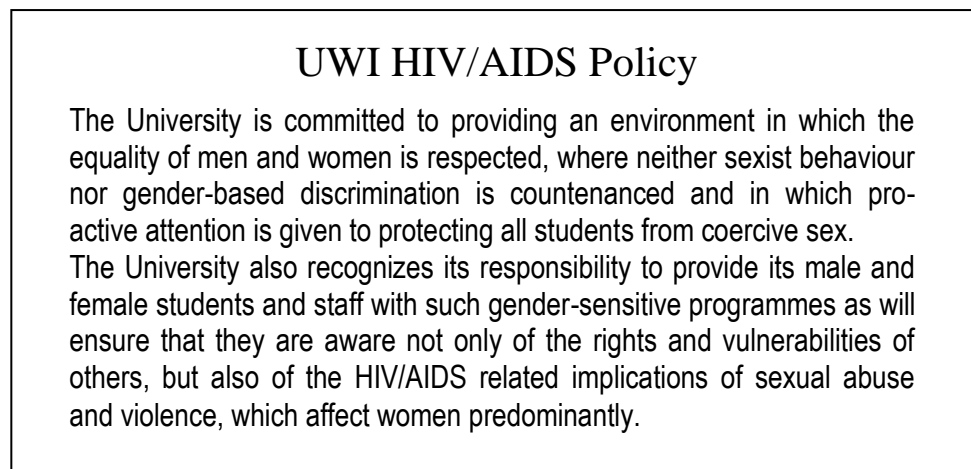 UWI HIV/AIDS Policy
The University is committed to providing an environment in which the
equality of men and women is respected, where neither sexist behaviour
nor gender-based discrimination is countenanced and in which pro-
active attention is given to protecting all students from coercive sex.
The University also recognizes its responsibility to provide its male and
female students and staff with such gender-sensitive programmes as will
ensure that they are aware not only of the rights and vulnerabilities of
others, but also of the HIV/AIDS related implications of sexual abuse
and violence, which affect women predominantly.